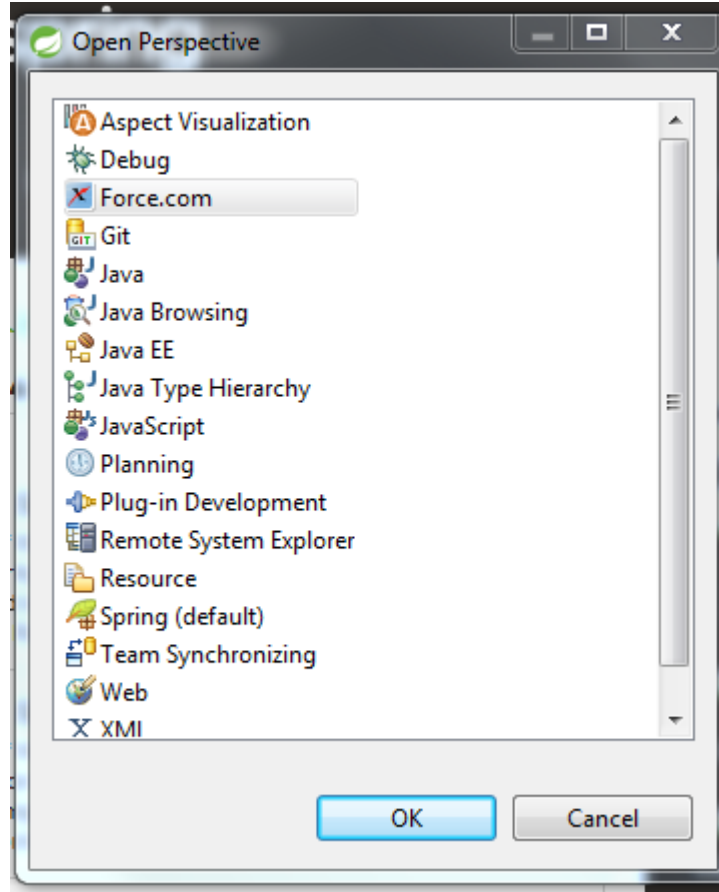 Open Perspective
Aspect Visualization
Debug
Force.com
GIT Git
Java
Java Browsing
Java EE
Java Type Hierarchy
JavaScript
Planning
Plug-in Development
Remote System Explorer
Resource
Spring (default)
Team Synchronizing
Web
XML
OK Cancel